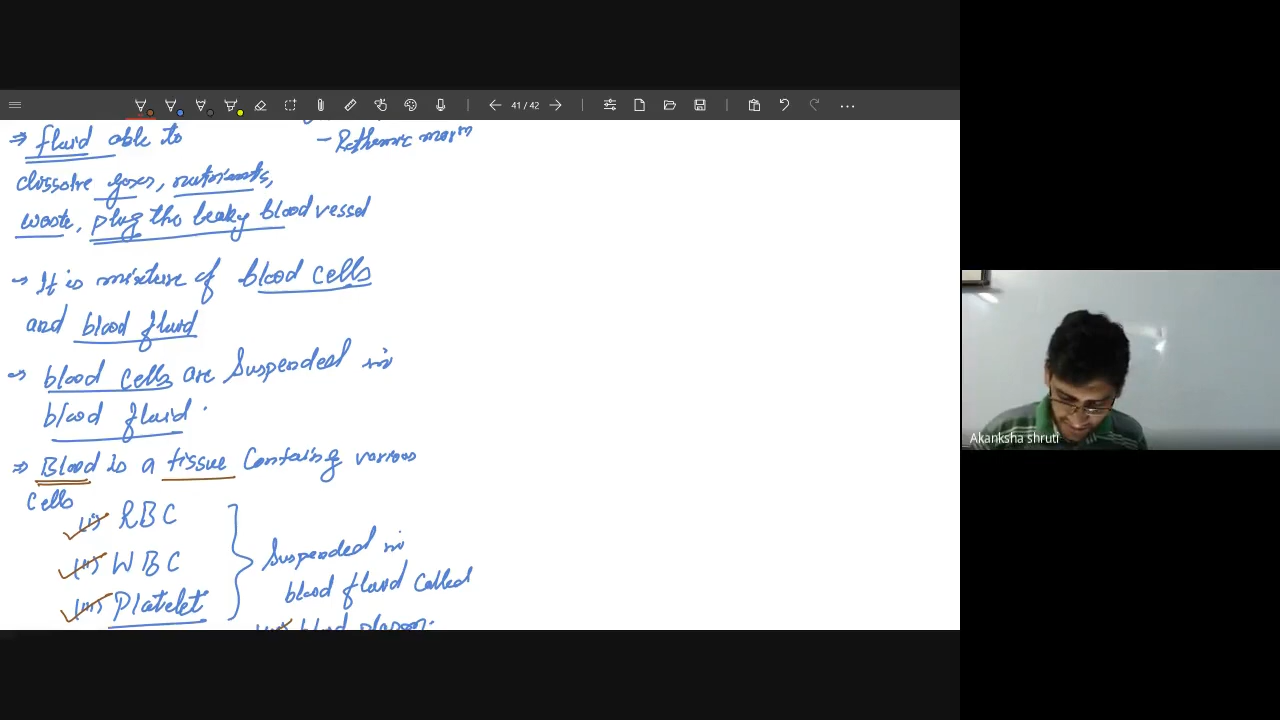 41 / 42
⇒ fluid able to
dissolve gases, nutrients,
waste, plug the leaky blood vessel
→ It is mixture of blood cells
and blood fluid
→ blood cells are Suspended in
blood fluid.
⇒ Blood is a tissue Containing various
Cells
(i) RBC
(ii) WBC
(iii) Platelet
Suspended in
blood fluid Called
blood plasma.
Akanksha shruti